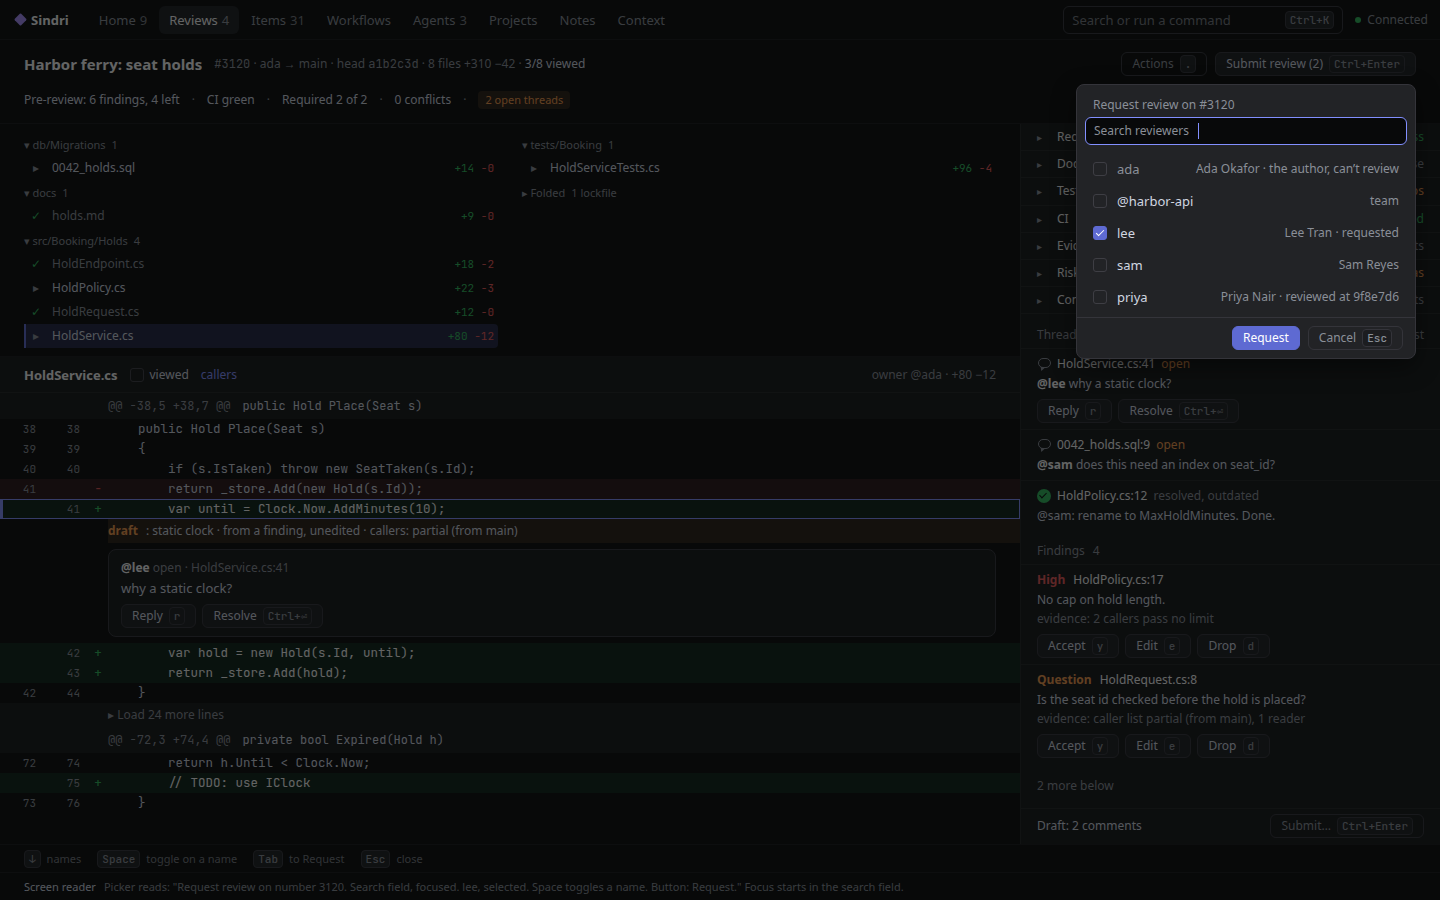 Sindri Home 9 Reviews 4 Items 31 Workflows Agents 3 Projects Notes Context Search or run a command Ctrl+K Connected
Harbor ferry: seat holds #3120 · ada → main · head a1b2c3d · 8 files +310 −42 · 3/8 viewed Actions . Submit review (2) Ctrl+Enter
Pre-review: 6 findings, 4 left · CI green · Required 2 of 2 · 0 conflicts · 2 open threads
Request review on #3120
Search reviewers
ada Ada Okafor · the author, can't review
@harbor-api team
lee Lee Tran · requested
sam Sam Reyes
priya Priya Nair · reviewed at 9f8e7d6
Request Cancel Esc
▾ db/Migrations 1
▸ 0042_holds.sql +14 -0
▾ docs 1
✓ holds.md +9 -0
▾ src/Booking/Holds 4
✓ HoldEndpoint.cs +18 -2
▸ HoldPolicy.cs +22 -3
✓ HoldRequest.cs +12 -0
▸ HoldService.cs +80 -12
▾ tests/Booking 1
▸ HoldServiceTests.cs +96 -4
▸ Folded 1 lockfile
HoldService.cs viewed callers owner @ada · +80 −12
@@ -38,5 +38,7 @@ public Hold Place(Seat s)
38 38 public Hold Place(Seat s)
39 39 {
40 40 if (s.IsTaken) throw new SeatTaken(s.Id);
41 - return _store.Add(new Hold(s.Id));
41 + var until = Clock.Now.AddMinutes(10);
draft : static clock · from a finding, unedited · callers: partial (from main)
@lee open · HoldService.cs:41
why a static clock?
Reply r Resolve Ctrl+⏎
42 + var hold = new Hold(s.Id, until);
43 + return _store.Add(hold);
42 44 }
▸ Load 24 more lines
@@ -72,3 +74,4 @@ private bool Expired(Hold h)
72 74 return h.Until < Clock.Now;
75 + // TODO: use IClock
73 76 }
▸ CI
Thread
HoldService.cs:41 open
@lee why a static clock?
Reply r Resolve Ctrl+⏎
0042_holds.sql:9 open
@sam does this need an index on seat_id?
HoldPolicy.cs:12 resolved, outdated
@sam: rename to MaxHoldMinutes. Done.
Findings 4
High HoldPolicy.cs:17
No cap on hold length.
evidence: 2 callers pass no limit
Accept y Edit e Drop d
Question HoldRequest.cs:8
Is the seat id checked before the hold is placed?
evidence: caller list partial (from main), 1 reader
Accept y Edit e Drop d
2 more below
Draft: 2 comments Submit… Ctrl+Enter
↓ names Space toggle on a name Tab to Request Esc close
Screen reader Picker reads: "Request review on number 3120. Search field, focused. lee, selected. Space toggles a name. Button: Request." Focus starts in the search field.